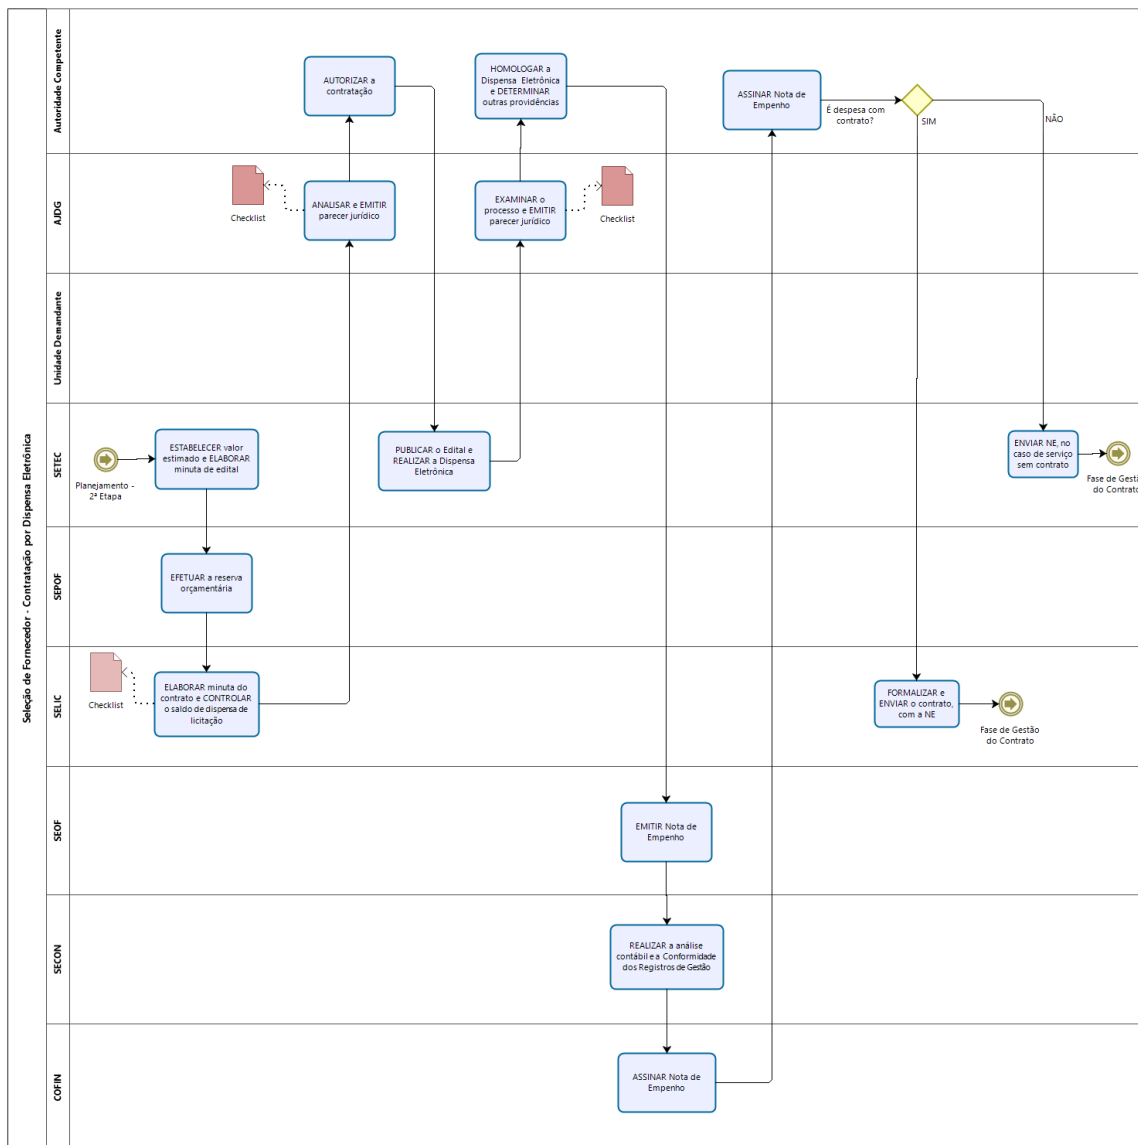 Seleção de Fornecedor - Contratação por Dispensa Eletrônica
Autoridade Competente
AUTORIZAR a
contratação
HOMOLOGAR a
Dispensa Eletrônica
e DETERMINAR
outras providências
ASSINAR Nota de
Empenho
É despesa com
contrato?
SIM
NÃO
AJDG
Checklist
ANALISAR e EMITIR
parecer jurídico
EXAMINAR o
processo e EMITIR
parecer jurídico
Checklist
Unidade Demandante
SETEC
Planejamento -
2ª Etapa
ESTABELECER valor
estimado e ELABORAR
minuta de edital
PUBLICAR o Edital e
REALIZAR a Dispensa
Eletrônica
ENVIAR NE, no
caso de serviço
sem contrato
Fase de Gestão
do Contrato
SEPOF
EFETUAR a reserva
orçamentária
SELIC
Checklist
ELABORAR minuta do
contrato e CONTROLAR
o saldo de dispensa de
licitação
FORMALIZAR e
ENVIAR o contrato,
com a NE
Fase de Gestão
do Contrato
SEOF
EMITIR Nota de
Empenho
SECON
REALIZAR a análise
contábil e a Conformidade
dos Registros de Gestão
COFIN
ASSINAR Nota de
Empenho